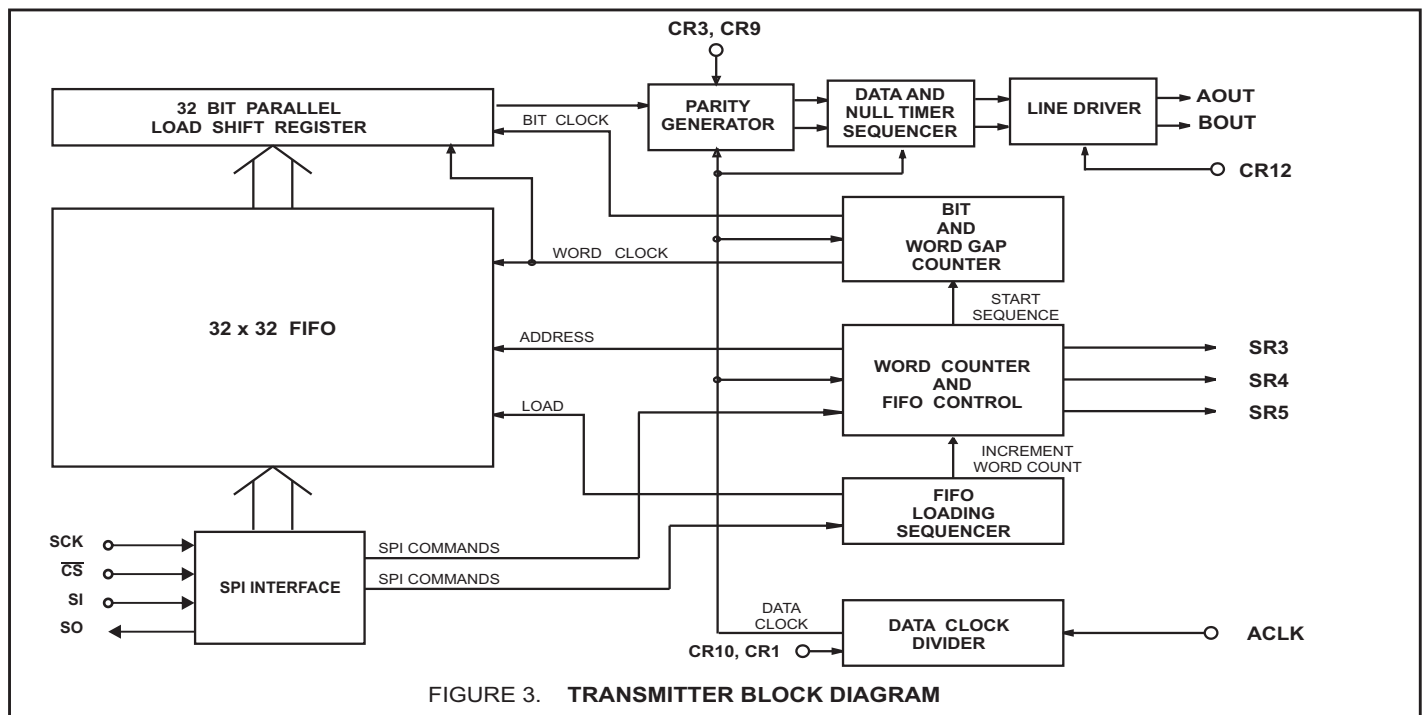 CR3, CR9
32 BIT PARALLEL
LOAD SHIFT REGISTER
BIT CLOCK
PARITY
GENERATOR
DATA AND
NULL TIMER
SEQUENCER
LINE DRIVER
AOUT
BOUT
CR12
BIT
AND
WORD GAP
COUNTER
WORD CLOCK
START
SEQUENCE
32 x 32 FIFO
ADDRESS
WORD COUNTER
AND
FIFO CONTROL
SR3
SR4
SR5
LOAD
INCREMENT
WORD COUNT
FIFO
LOADING
SEQUENCER
SCK
CS
SI
SO
SPI INTERFACE
SPI COMMANDS
SPI COMMANDS
DATA
CLOCK
CR10, CR1
DATA CLOCK
DIVIDER
ACLK
FIGURE 3. TRANSMITTER BLOCK DIAGRAM